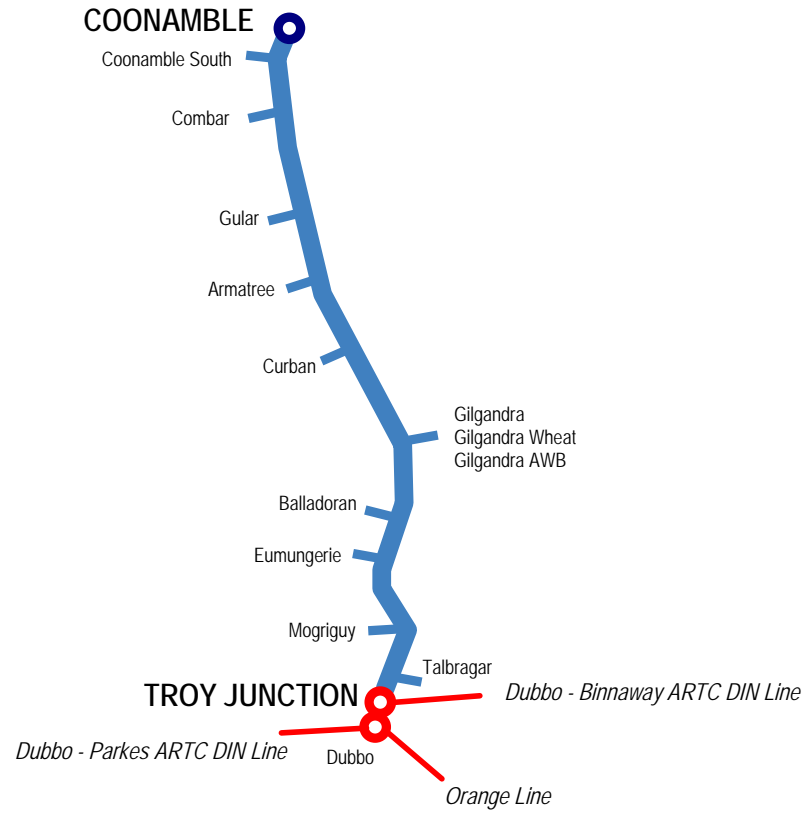 COONAMBLE
Coonamble South
Combar
Gular
Armatree
Curban
Gilgandra
Gilgandra Wheat
Gilgandra AWB
Balladoran
Eumungerie
Mogriguy
Talbragar
TROY JUNCTION
Dubbo - Binnaway ARTC DIN Line
Dubbo - Parkes ARTC DIN Line
Dubbo
Orange Line